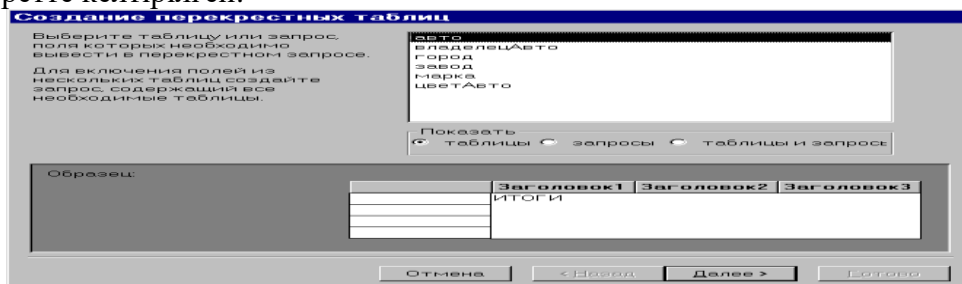 Создание перекрестных таблиц
Выберите таблицу или запрос,
поля которых необходимо
вывести в перекрестном запросе.
Для включения полей из
нескольких таблиц создайте
запрос, содержащий все
необходимые таблицы.
авто
владелецАвто
город
завод
марка
цветАвто
Показать
таблицы запросы таблицы и запросы
Образец:
Заголовок1 Заголовок2 Заголовок3
ИТОГИ
Отмена < Назад Далее > Готово